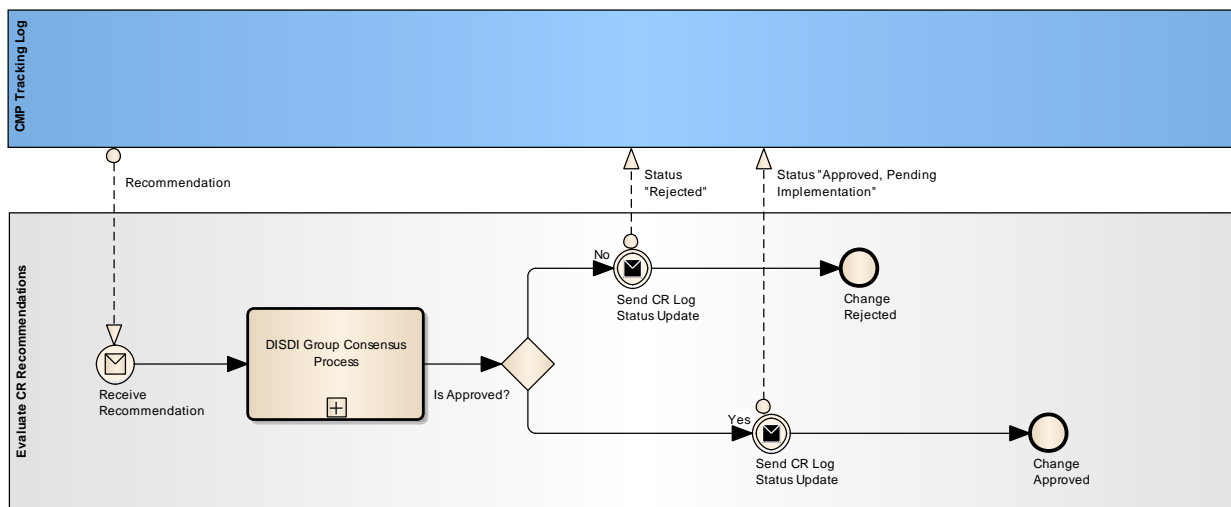 CMP Tracking Log
Recommendation
Status
"Rejected"
Status "Approved, Pending
Implementation"
Evaluate CR Recommendations
Receive
Recommendation
DISDI Group Consensus
Process
Is Approved?
No
Send CR Log
Status Update
Change
Rejected
Yes
Send CR Log
Status Update
Change
Approved